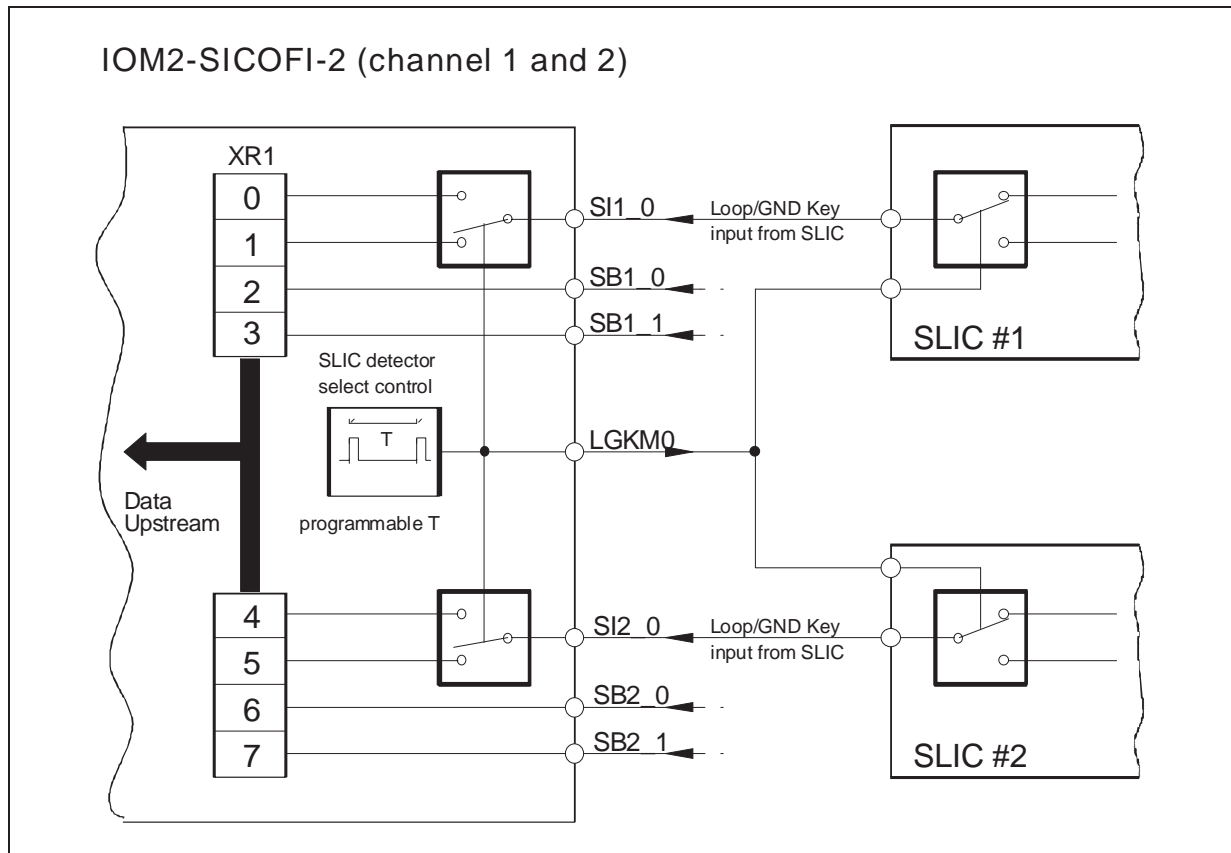 IOM2-SICOFI-2 (channel 1 and 2)
XR1
0
1
2
3
SI1_0
SB1_0
SB1_1
Loop/GND Key
input from SLIC
SLIC #1
SLIC detector
select control
T
programmable T
LGKM0
Data
Upstream
4
5
6
7
SI2_0
SB2_0
SB2_1
Loop/GND Key
input from SLIC
SLIC #2